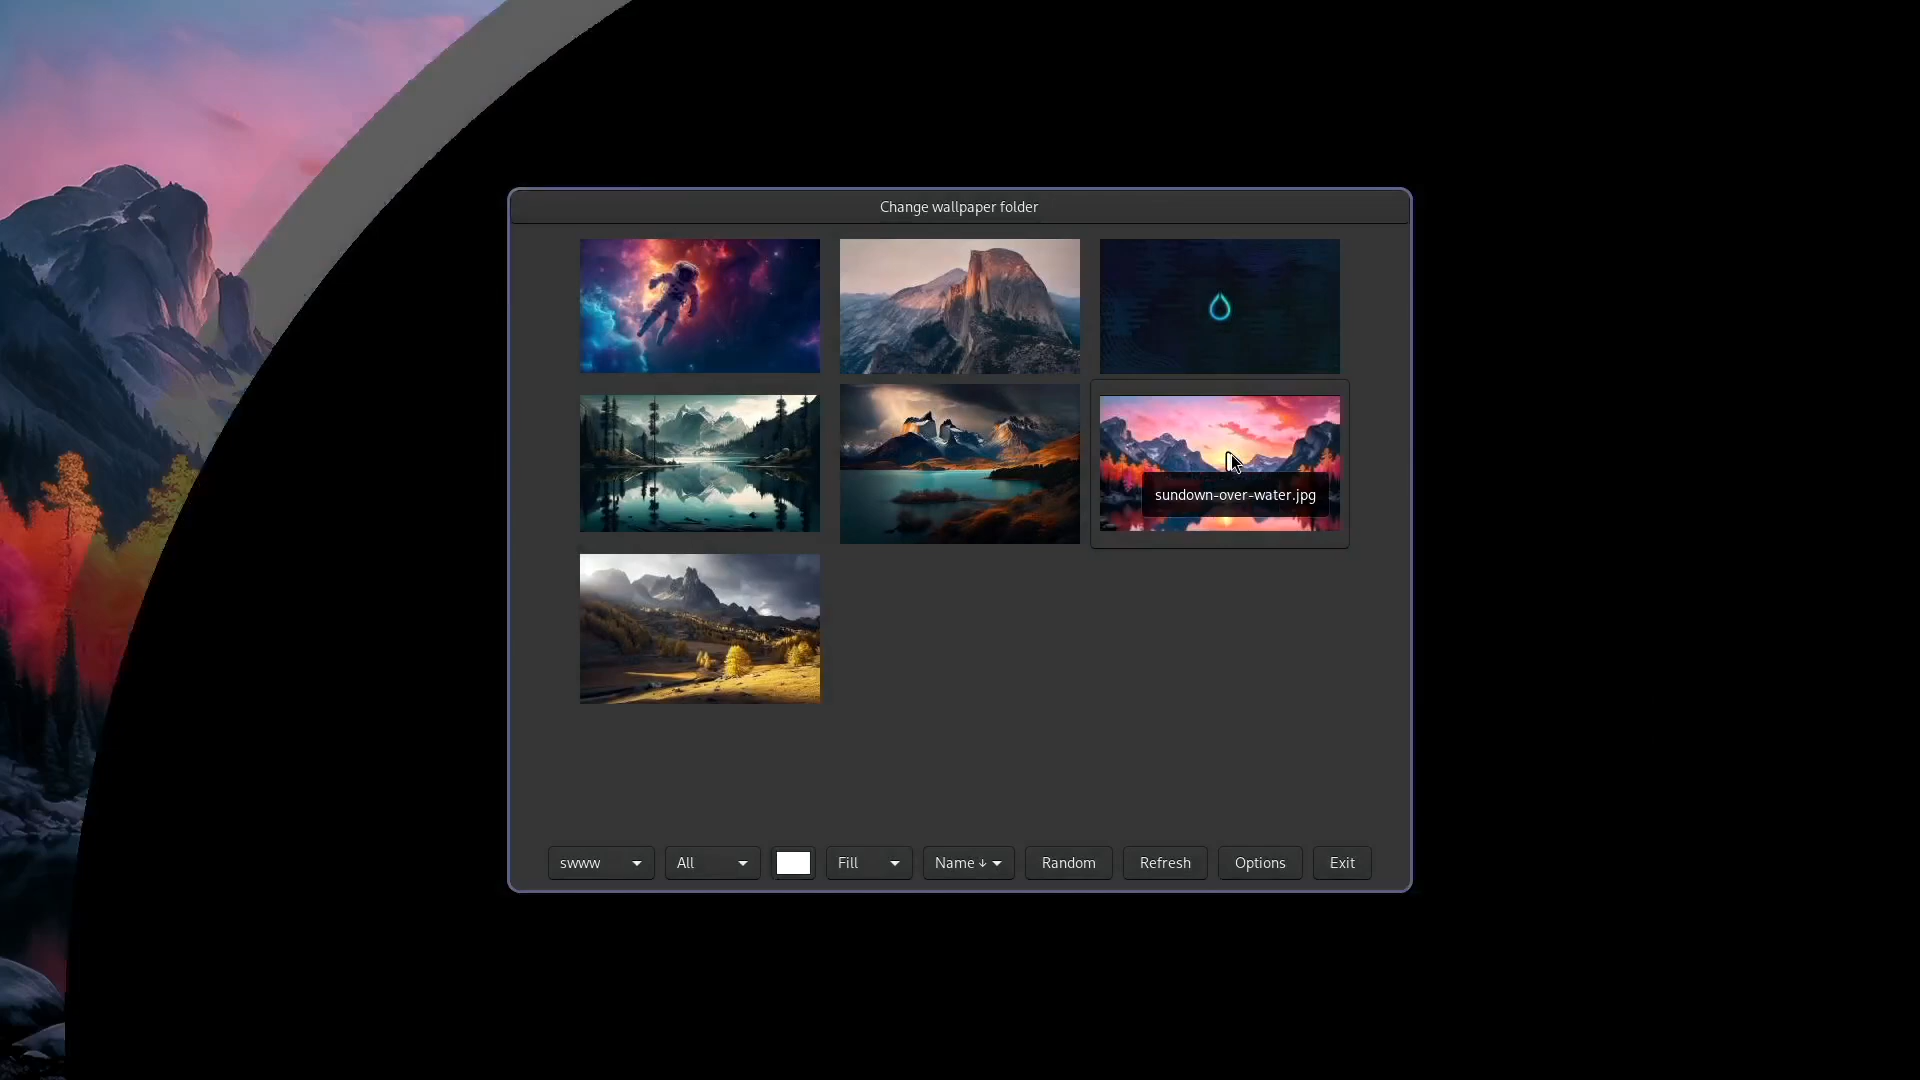 Change wallpaper folder
sundown-over-water.jpg
swww All Fill Name ↓ Random Refresh Options Exit